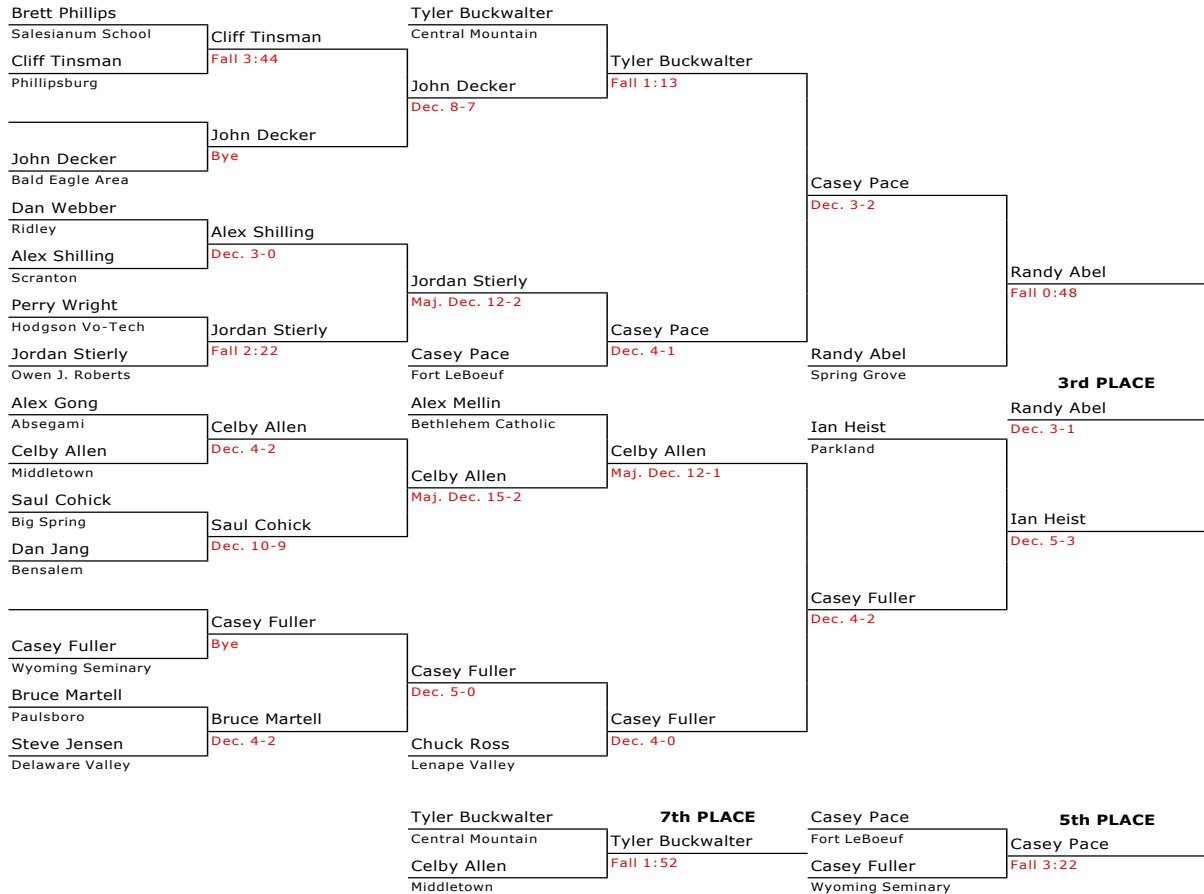 Brett Phillips
Salesianum School
Cliff Tinsman
Phillipsburg
John Decker
Bald Eagle Area
Dan Webber
Ridley
Alex Shilling
Scranton
Perry Wright
Hodgson Vo-Tech
Jordan Stierly
Owen J. Roberts
Alex Gong
Absegami
Celby Allen
Middletown
Saul Cohick
Big Spring
Dan Jang
Bensalem
Casey Fuller
Wyoming Seminary
Bruce Martell
Paulsboro
Steve Jensen
Delaware Valley
Cliff Tinsman
Fall 3:44
John Decker
Bye
Alex Shilling
Dec. 3-0
Jordan Stierly
Fall 2:22
Celby Allen
Dec. 4-2
Saul Cohick
Dec. 10-9
Casey Fuller
Bye
Bruce Martell
Dec. 4-2
Tyler Buckwalter
Central Mountain
John Decker
Dec. 8-7
Jordan Stierly
Maj. Dec. 12-2
Casey Pace
Fort LeBoeuf
Alex Mellin
Bethlehem Catholic
Celby Allen
Maj. Dec. 15-2
Casey Fuller
Dec. 5-0
Chuck Ross
Lenape Valley
Tyler Buckwalter
Fall 1:13
Casey Pace
Dec. 4-1
Celby Allen
Maj. Dec. 12-1
Casey Fuller
Dec. 4-0
Casey Pace
Dec. 3-2
Randy Abel
Spring Grove
Ian Heist
Parkland
Casey Fuller
Dec. 4-2
Randy Abel
Fall 0:48
3rd PLACE
Randy Abel
Dec. 3-1
Ian Heist
Dec. 5-3
Tyler Buckwalter
Central Mountain
Celby Allen
Middletown
7th PLACE
Tyler Buckwalter
Fall 1:52
Casey Pace
Fort LeBoeuf
Casey Fuller
Wyoming Seminary
5th PLACE
Casey Pace
Fall 3:22